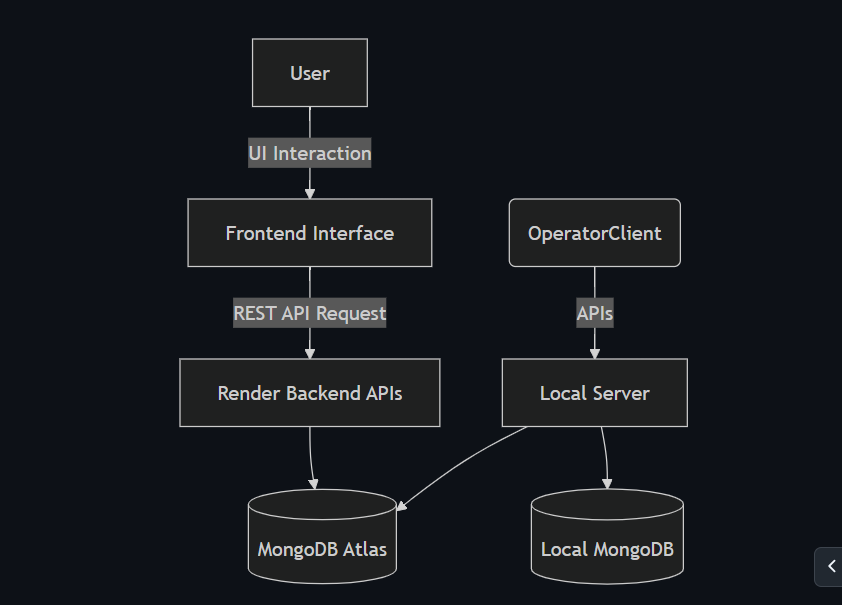 User
UI Interaction
Frontend Interface
OperatorClient
REST API Request
APIs
Render Backend APIs
Local Server
MongoDB Atlas
Local MongoDB